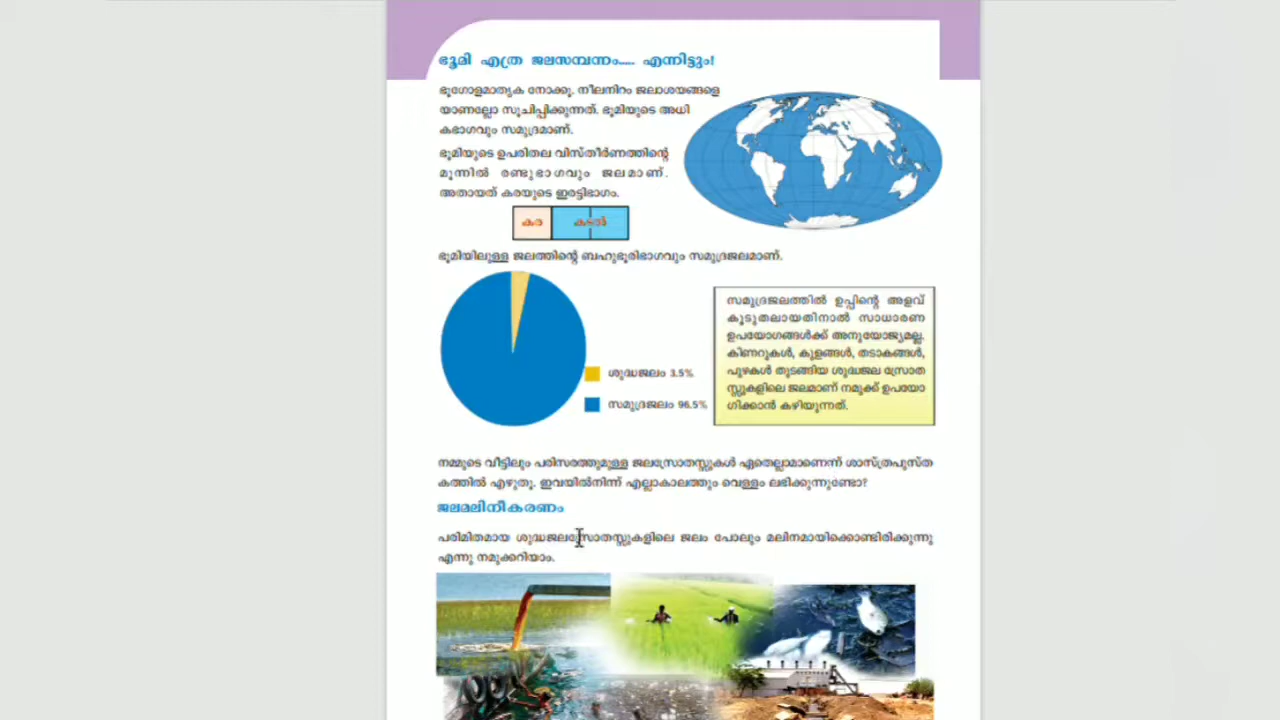 ഭൂമി എത്ര ജലസമ്പന്നം..... എന്നിട്ടും!
ഭൂഗോളമാതൃക നോക്കൂ. നീലനിറം ജലാശയങ്ങളെ
യാണല്ലോ സൂചിപ്പിക്കുന്നത്. ഭൂമിയുടെ അധി
കഭാഗവും സമുദ്രമാണ്.
ഭൂമിയുടെ ഉപരിതല വിസ്തീർണത്തിന്റെ
മൂന്നിൽ രണ്ടുഭാഗവും ജലമാണ്.
അതായത് കരയുടെ ഇരട്ടിഭാഗം.
കര
കടൽ
ഭൂമിയിലുള്ള ജലത്തിന്റെ ബഹുഭൂരിഭാഗവും സമുദ്രജലമാണ്.
ശുദ്ധജലം 3.5%
സമുദ്രജലം 96.5%
സമുദ്രജലത്തിൽ ഉപ്പിന്റെ അളവ്
കൂടുതലായതിനാൽ സാധാരണ
ഉപയോഗങ്ങൾക്ക് അനുയോജ്യമല്ല.
കിണറുകൾ, കുളങ്ങൾ, തടാകങ്ങൾ,
പുഴകൾ തുടങ്ങിയ ശുദ്ധജല സ്രോത
സ്സുകളിലെ ജലമാണ് നമുക്ക് ഉപയോ
ഗിക്കാൻ കഴിയുന്നത്.
നമ്മുടെ വീട്ടിലും പരിസരത്തുമുള്ള ജലസ്രോതസ്സുകൾ ഏതെല്ലാമാണെന്ന് ശാസ്ത്രപുസ്ത
കത്തിൽ എഴുതൂ. ഇവയിൽനിന്ന് എല്ലാകാലത്തും വെള്ളം ലഭിക്കുന്നുണ്ടോ?
ജലമലിനീകരണം
പരിമിതമായ ശുദ്ധജലസ്രോതസ്സുകളിലെ ജലം പോലും മലിനമായിക്കൊണ്ടിരിക്കുന്നു
എന്നു നമുക്കറിയാം.